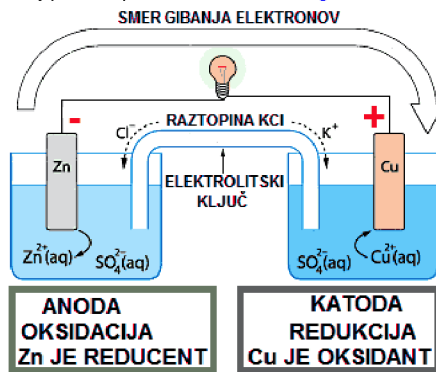 SMER GIBANJA ELEKTRONOV
- +
RAZTOPINA KCl
Cl⁻ K⁺
Zn Cu
ELEKTROLITSKI
KLJUČ
Zn²⁺(aq) SO₄²⁻(aq) SO₄²⁻(aq) Cu²⁺(aq)
ANODA
OKSIDACIJA
Zn JE REDUCENT
KATODA
REDUKCIJA
Cu JE OKSIDANT